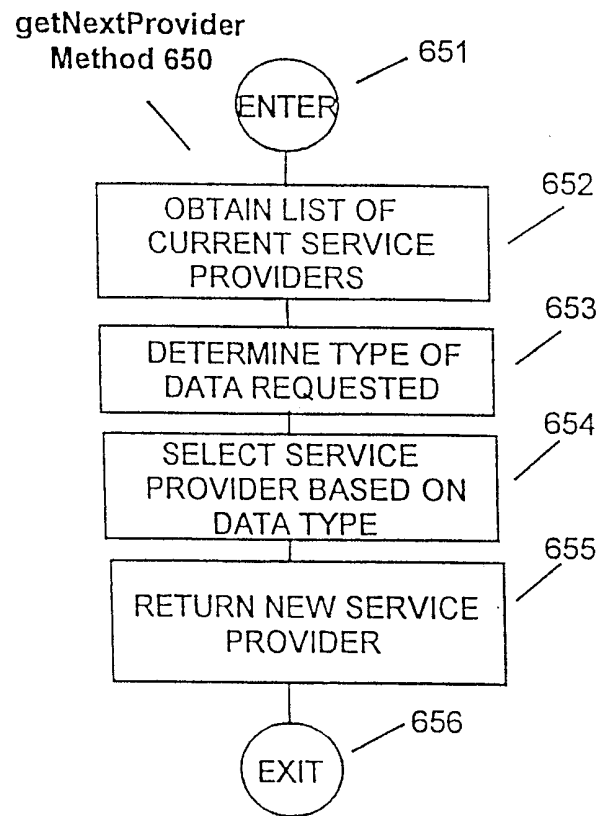 getNextProvider
Method 650
651
ENTER
652
OBTAIN LIST OF
CURRENT SERVICE
PROVIDERS
653
DETERMINE TYPE OF
DATA REQUESTED
654
SELECT SERVICE
PROVIDER BASED ON
DATA TYPE
655
RETURN NEW SERVICE
PROVIDER
656
EXIT